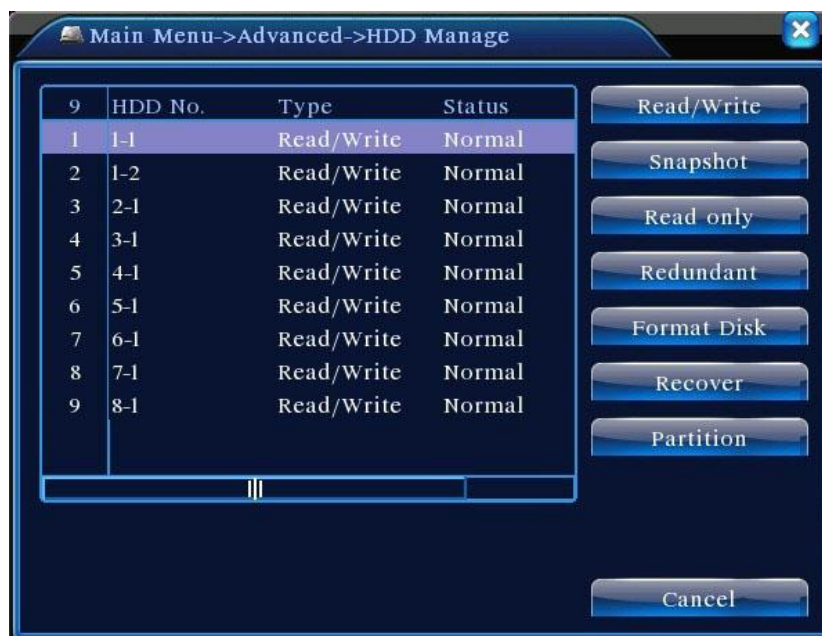 Main Menu->Advanced->HDD Manage
9 HDD No. Type Status
1 1-1 Read/Write Normal
2 1-2 Read/Write Normal
3 2-1 Read/Write Normal
4 3-1 Read/Write Normal
5 4-1 Read/Write Normal
6 5-1 Read/Write Normal
7 6-1 Read/Write Normal
8 7-1 Read/Write Normal
9 8-1 Read/Write Normal
Read/Write
Snapshot
Read only
Redundant
Format Disk
Recover
Partition
Cancel